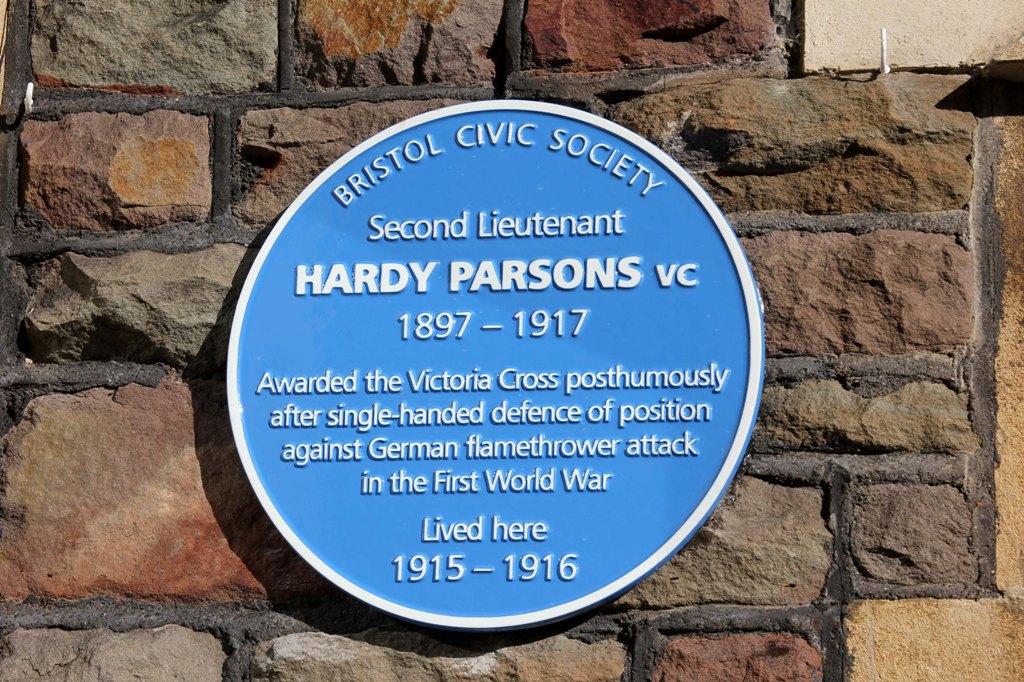 BRISTOL CIVIC SOCIETY
Second Lieutenant
HARDY PARSONS VC
1897 – 1917
Awarded the Victoria Cross posthumously
after single-handed defence of position
against German flamethrower attack
in the First World War
Lived here
1915 – 1916